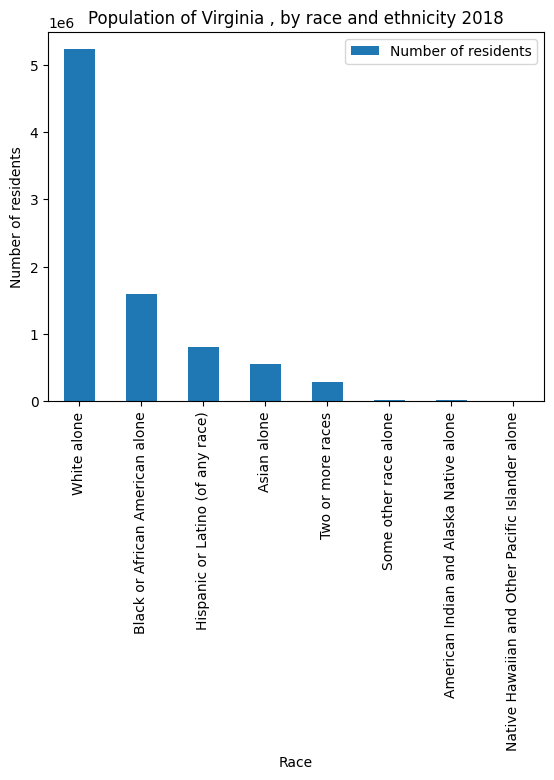 Population of Virginia , by race and ethnicity 2018
1e6
Number of residents
Number of residents
5
4
3
2
1
0
White alone
Black or African American alone
Hispanic or Latino (of any race)
Asian alone
Two or more races
Some other race alone
American Indian and Alaska Native alone
Native Hawaiian and Other Pacific Islander alone
Race